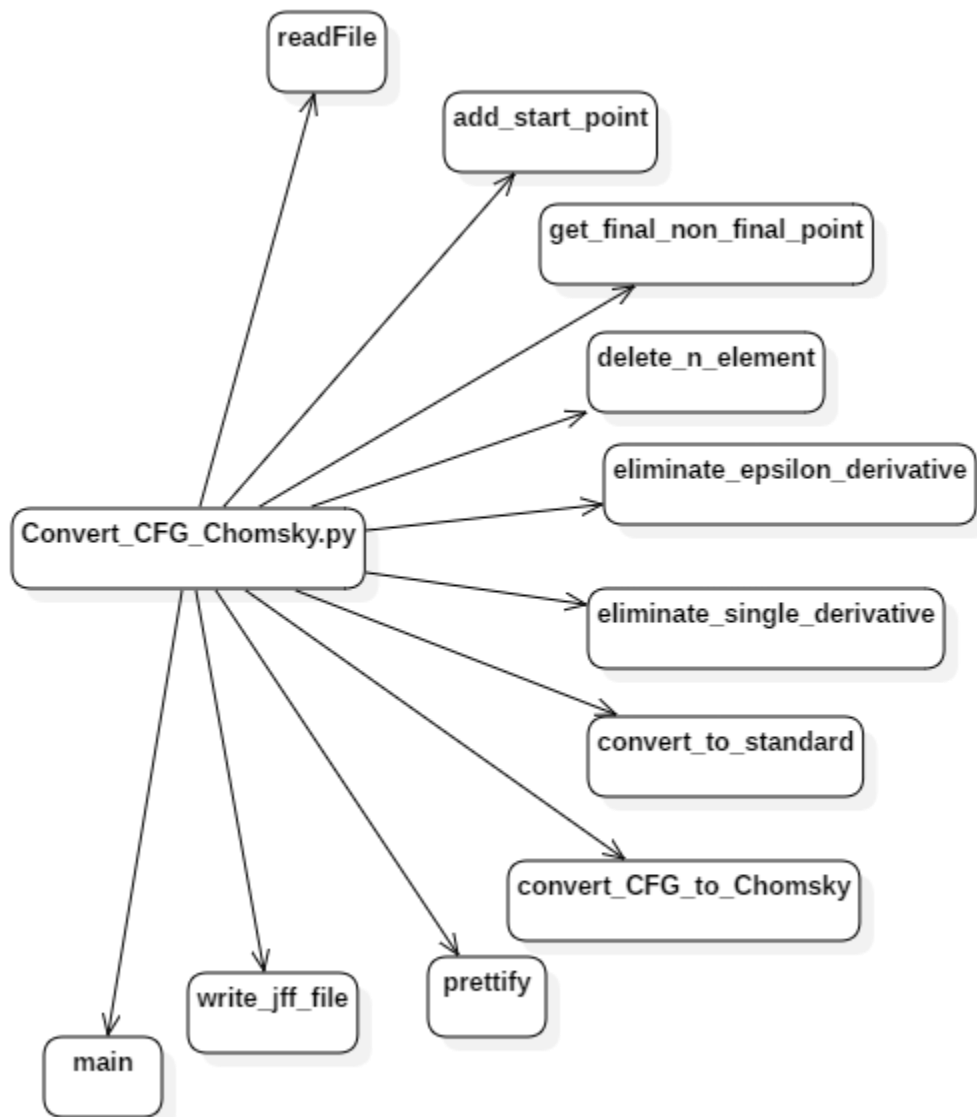 readFile
add_start_point
get_final_non_final_point
delete_n_element
eliminate_epsilon_derivative
Convert_CFG_Chomsky.py
eliminate_single_derivative
convert_to_standard
convert_CFG_to_Chomsky
prettify
write_jff_file
main